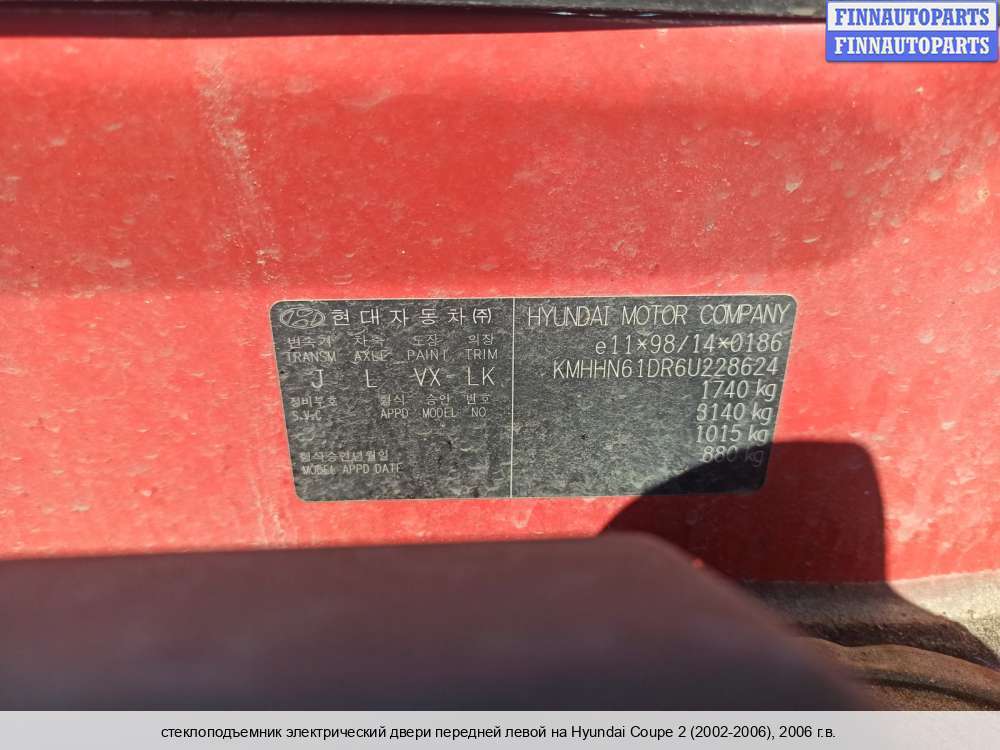 FINNAUTOPARTS
FINNAUTOPARTS
현대자동차㈜
변속기 차축 도장 의장
TRANSM AXLE PAINT TRIM
J L VX LK
정비부호 형식 승인 번호
S.V.C APPD MODEL NO
형식승인년월일
MODEL APPD DATE
HYUNDAI MOTOR COMPANY
e11*98/14*0186
KMHHN61DR6U228624
1740 kg
3140 kg
1015 kg
880 kg
стеклоподъемник электрический двери передней левой на Hyundai Coupe 2 (2002-2006), 2006 г.в.